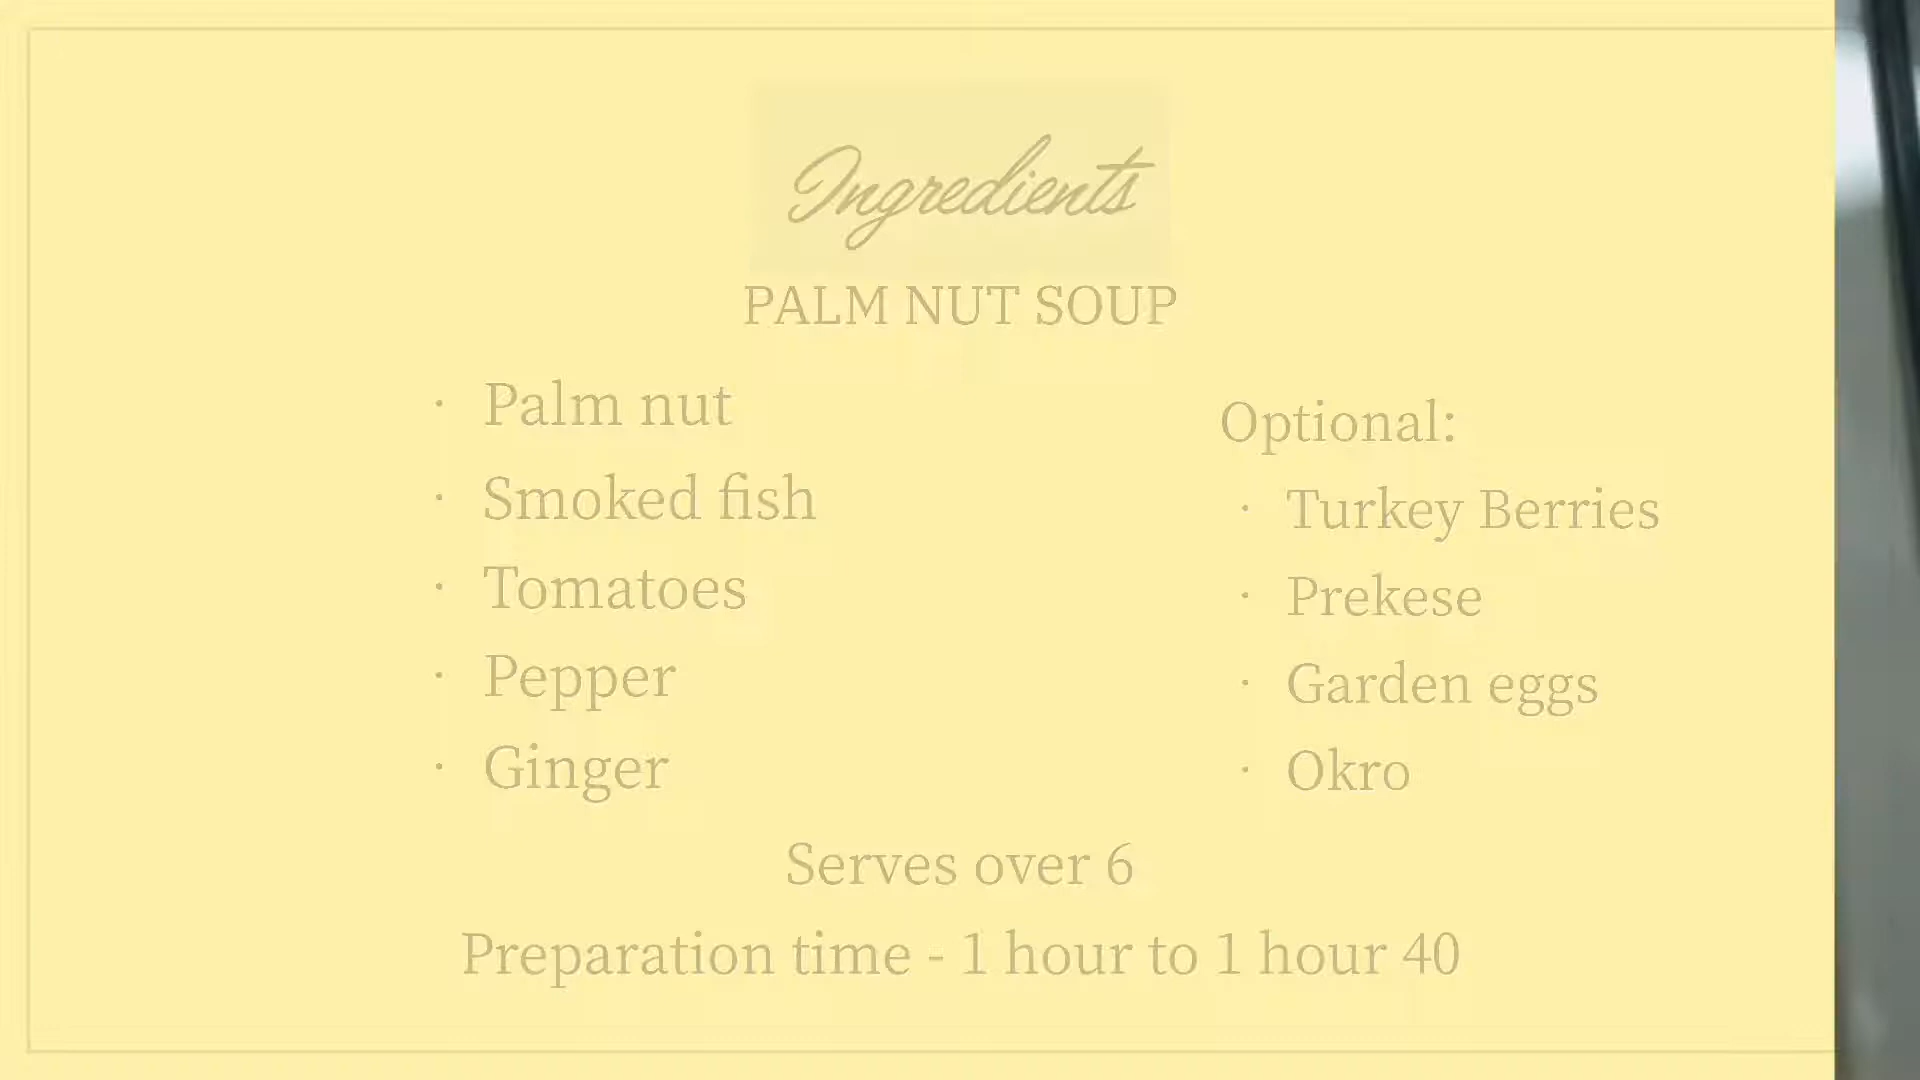 Ingredients
PALM NUT SOUP
· Palm nut
· Smoked fish
· Tomatoes
· Pepper
· Ginger
Optional:
· Turkey Berries
· Prekese
· Garden eggs
· Okro
Serves over 6
Preparation time - 1 hour to 1 hour 40